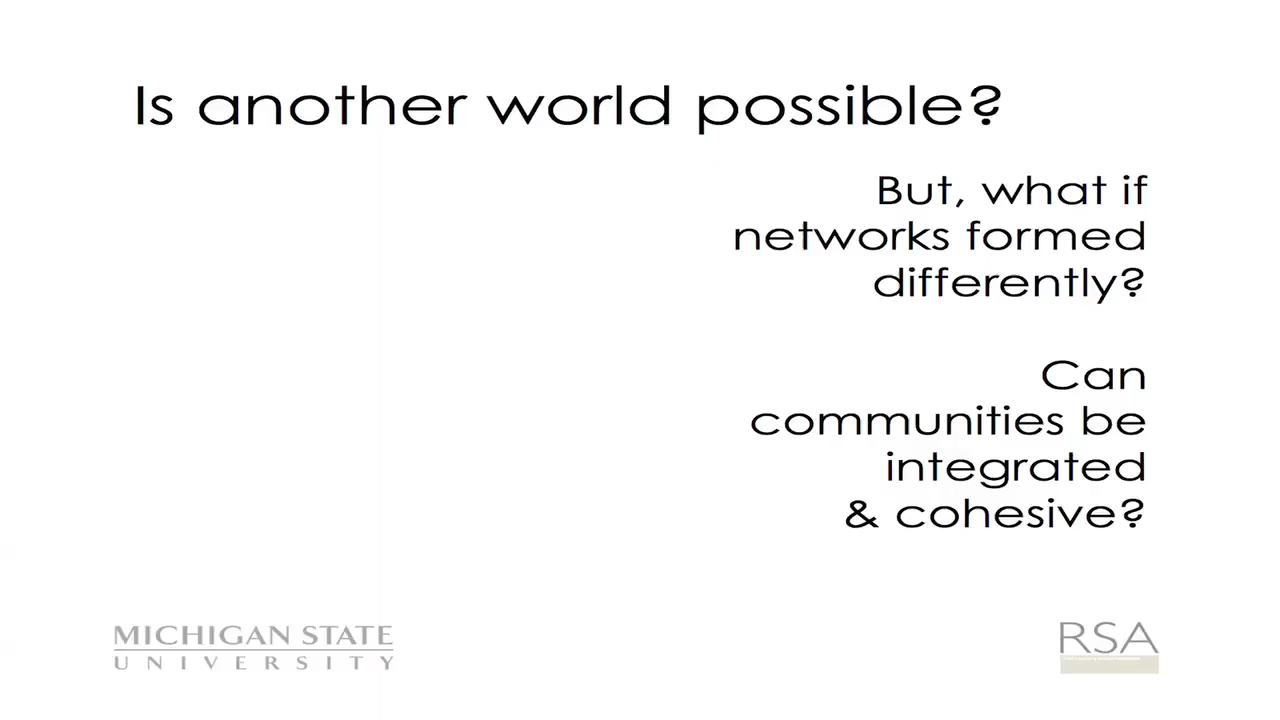 Is another world possible?
But, what if
networks formed
differently?
Can
communities be
integrated
& cohesive?
MICHIGAN STATE
UNIVERSITY
RSA